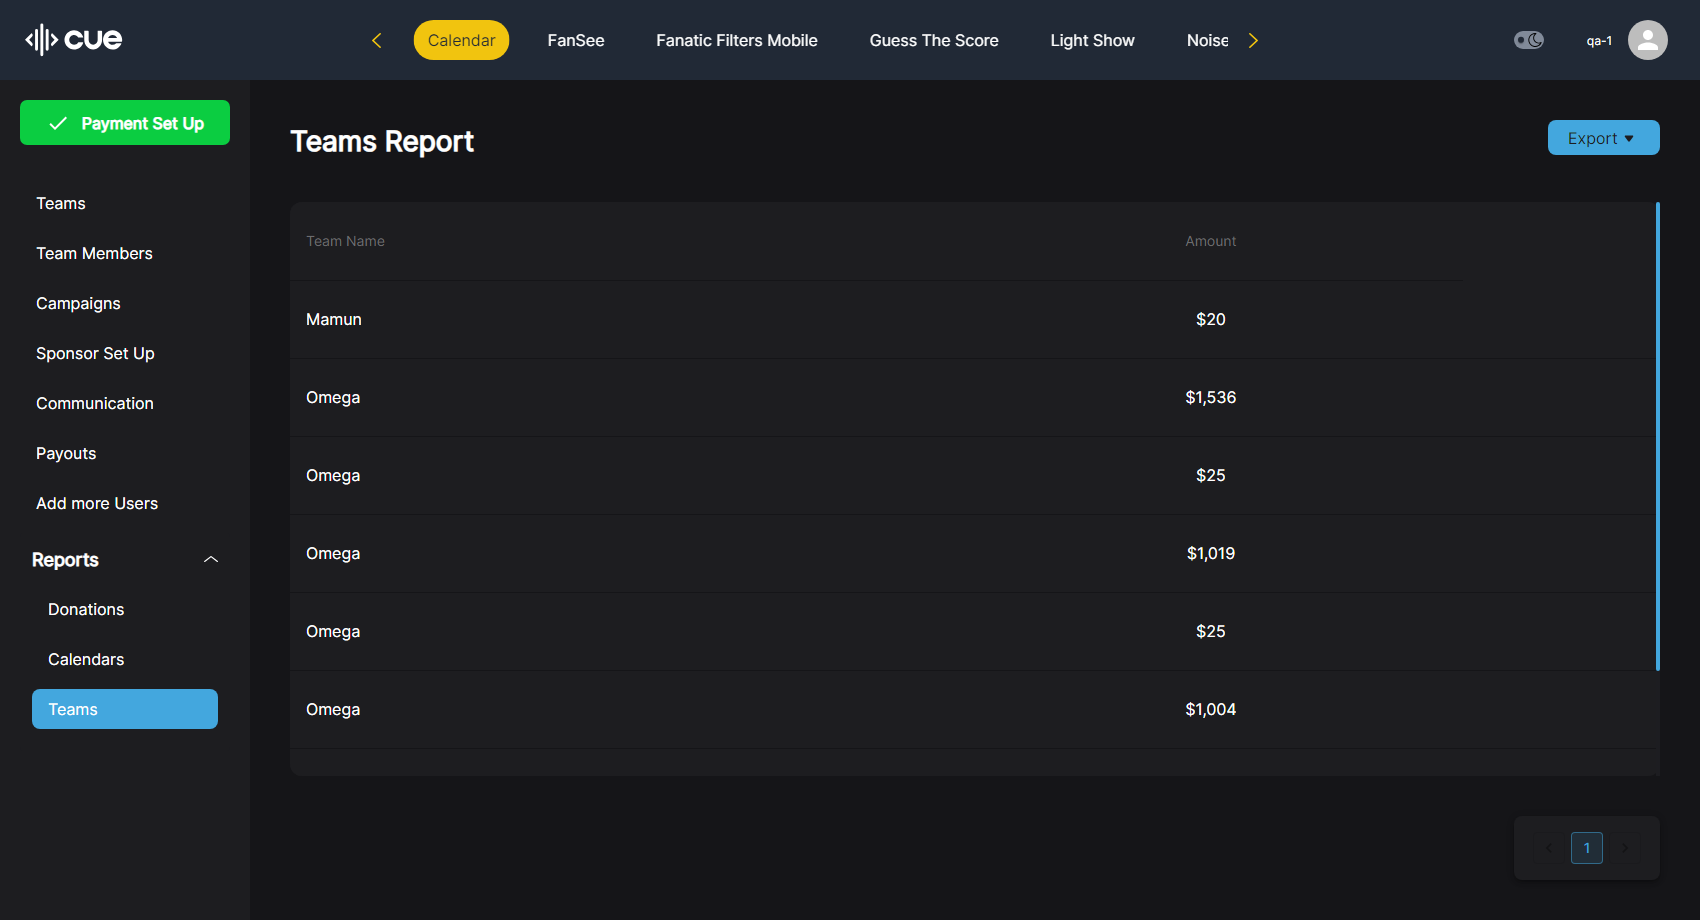 cue
Calendar
FanSee
Fanatic Filters Mobile
Guess The Score
Light Show
Noise
qa-1
Payment Set Up
Teams
Team Members
Campaigns
Sponsor Set Up
Communication
Payouts
Add more Users
Reports
Donations
Calendars
Teams
Teams Report
Export
Team Name Amount
Mamun $20
Omega $1,536
Omega $25
Omega $1,019
Omega $25
Omega $1,004
1